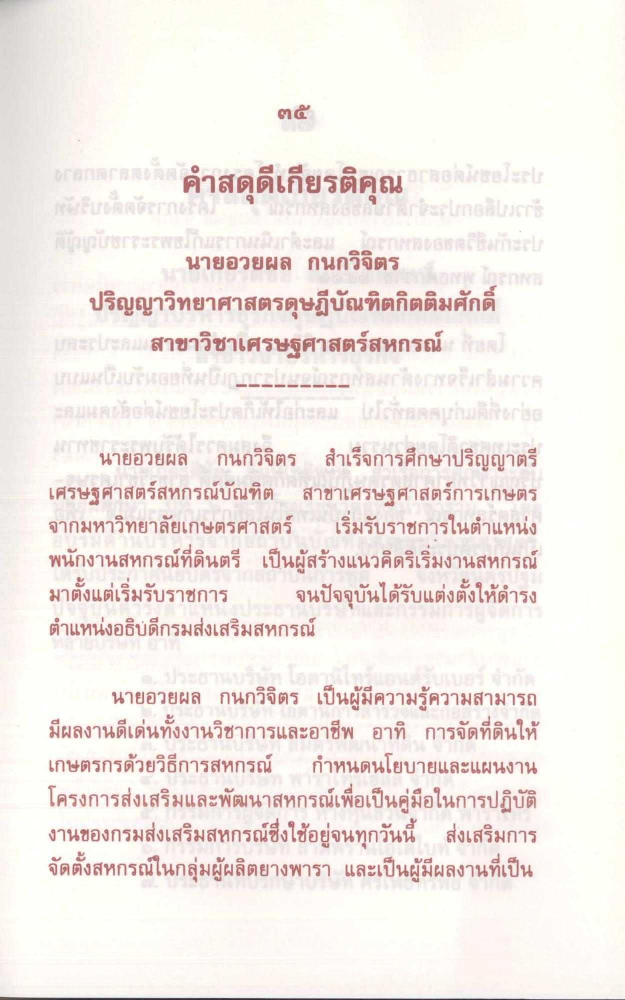 ๓๕
คำสดุดีเกียรติคุณ
นายอวยผล กนกวิจิตร
ปริญญาวิทยาศาสตรดุษฎีบัณฑิตกิตติมศักดิ์
สาขาวิชาเศรษฐศาสตร์สหกรณ์
---------
นายอวยผล กนกวิจิตร สำเร็จการศึกษาปริญญาตรี
เศรษฐศาสตร์สหกรณ์บัณฑิต สาขาเศรษฐศาสตร์การเกษตร
จากมหาวิทยาลัยเกษตรศาสตร์ เริ่มรับราชการในตำแหน่ง
พนักงานสหกรณ์ที่ดินตรี เป็นผู้สร้างแนวคิดริเริ่มงานสหกรณ์
มาตั้งแต่เริ่มรับราชการ จนปัจจุบันได้รับแต่งตั้งให้ดำรง
ตำแหน่งอธิบดีกรมส่งเสริมสหกรณ์
นายอวยผล กนกวิจิตร เป็นผู้มีความรู้ความสามารถ
มีผลงานดีเด่นทั้งงานวิชาการและอาชีพ อาทิ การจัดที่ดินให้
เกษตรกรด้วยวิธีการสหกรณ์ กำหนดนโยบายและแผนงาน
โครงการส่งเสริมและพัฒนาสหกรณ์เพื่อเป็นคู่มือในการปฏิบัติ
งานของกรมส่งเสริมสหกรณ์ซึ่งใช้อยู่จนทุกวันนี้ ส่งเสริมการ
จัดตั้งสหกรณ์ในกลุ่มผู้ผลิตยางพารา และเป็นผู้มีผลงานที่เป็น